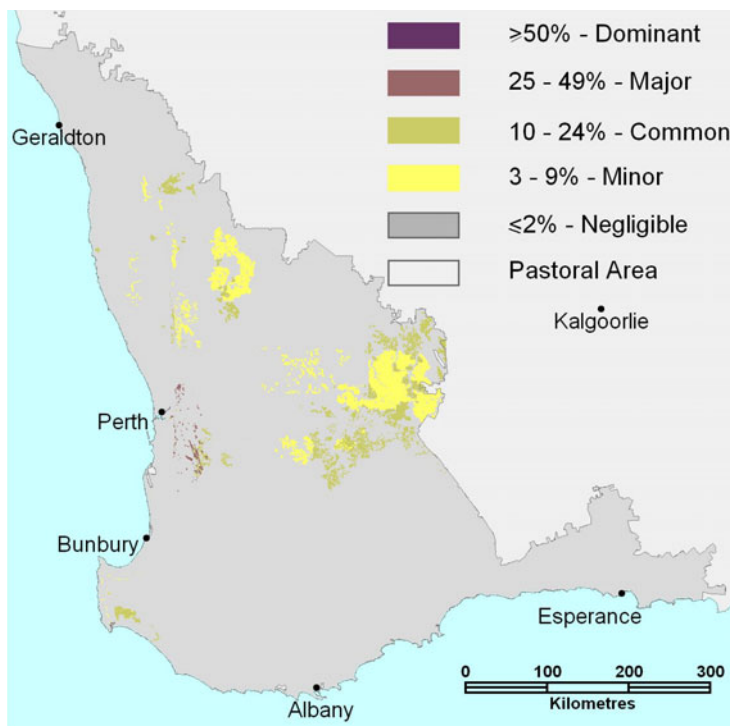 ≥50% - Dominant
25 - 49% - Major
10 - 24% - Common
3 - 9% - Minor
≤2% - Negligible
Pastoral Area
Geraldton
Kalgoorlie
Perth
Bunbury
Esperance
Albany
0 100 200 300
Kilometres